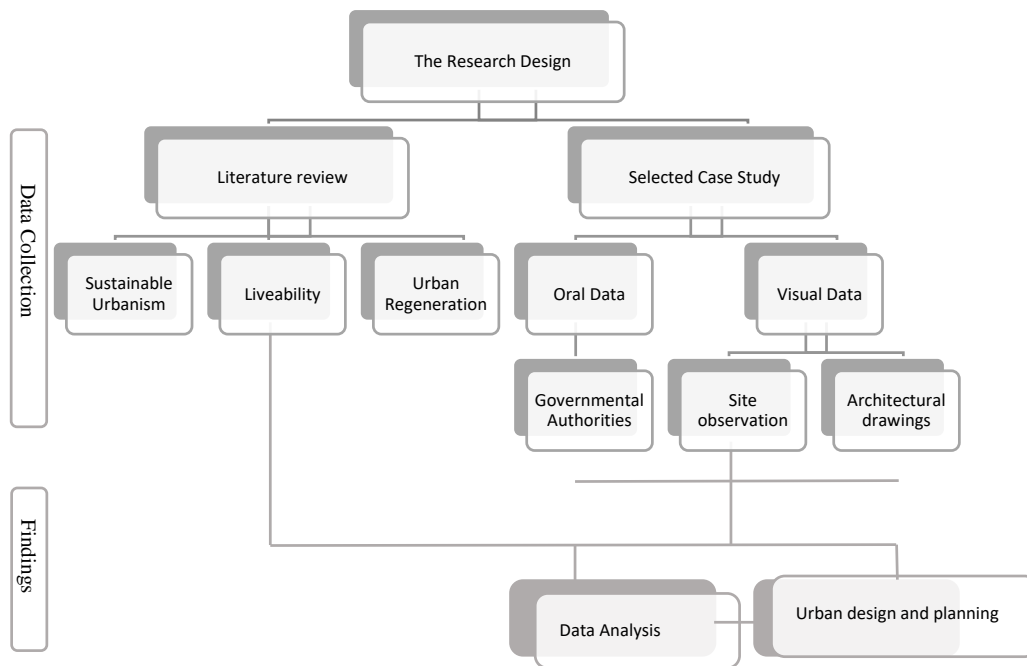 The Research Design
Data Collection
Literature review
Selected Case Study
Sustainable
Urbanism
Liveability
Urban
Regeneration
Oral Data
Visual Data
Governmental
Authorities
Site
observation
Architectural
drawings
Findings
Data Analysis
Urban design and planning